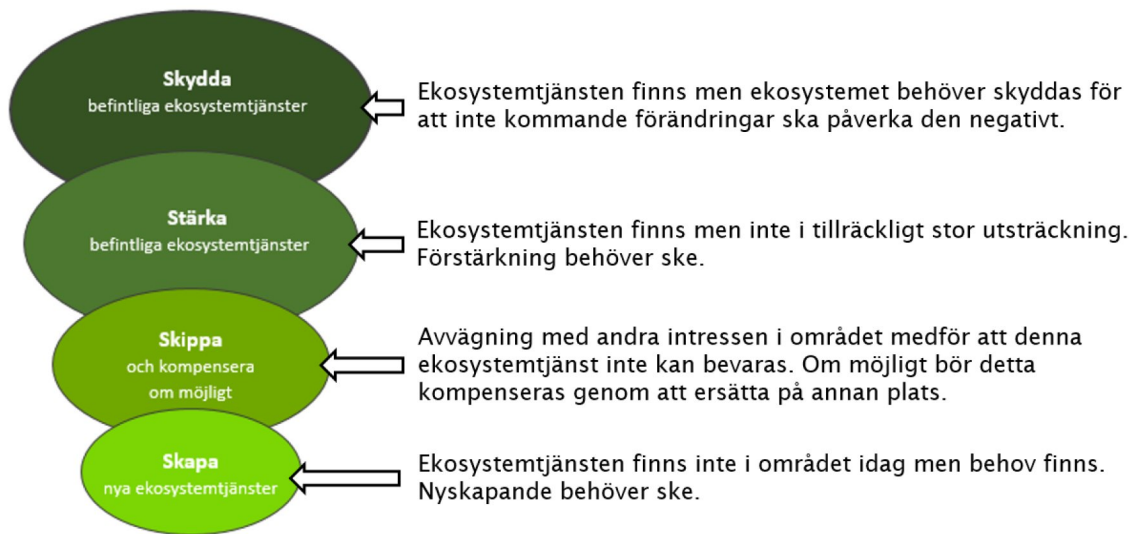 Skydda
befintliga ekosystemtjänster
Ekosystemtjänsten finns men ekosystemet behöver skyddas för
att inte kommande förändringar ska påverka den negativt.
Stärka
befintliga ekosystemtjänster
Ekosystemtjänsten finns men inte i tillräckligt stor utsträckning.
Förstärkning behöver ske.
Skippa
och kompensera
om möjligt
Avvägning med andra intressen i området medför att denna
ekosystemtjänst inte kan bevaras. Om möjligt bör detta
kompenseras genom att ersätta på annan plats.
Skapa
nya ekosystemtjänster
Ekosystemtjänsten finns inte i området idag men behov finns.
Nyskapande behöver ske.